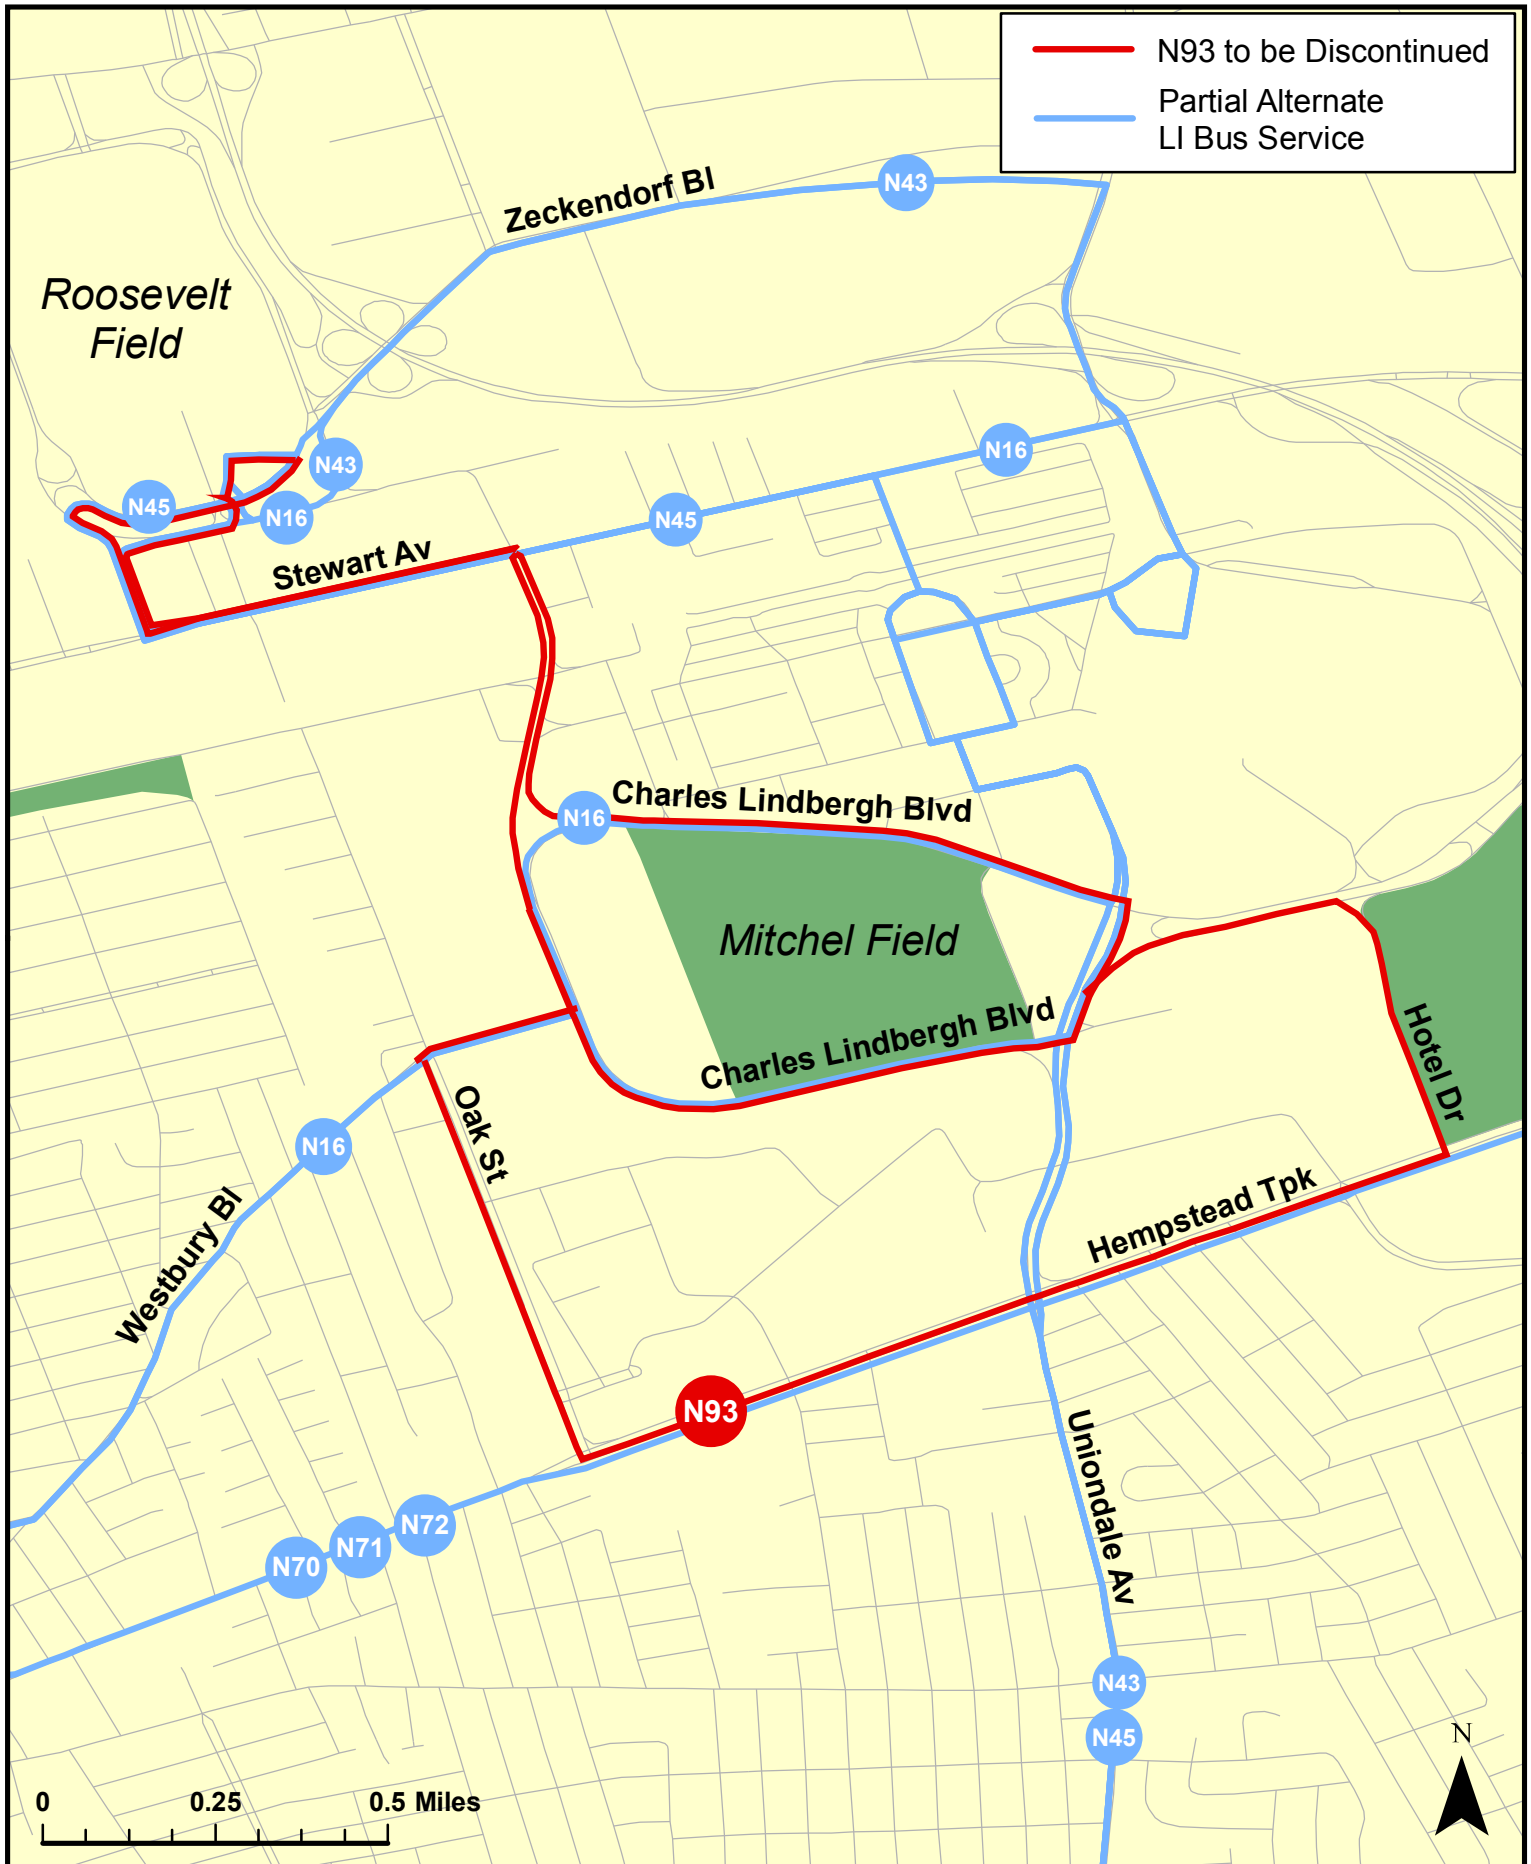 N93 to be Discontinued
Partial Alternate
LI Bus Service
Zeckendorf Bl
N43
Roosevelt
Field
N43
N16
N45
N16
N45
Stewart Av
N16
Charles Lindbergh Blvd
Mitchel Field
Charles Lindbergh Blvd
Hotel Dr
Oak St
N16
Westbury Bl
Hempstead Tpk
N93
Uniondale Av
N72
N71
N70
N43
N45
N
0 0.25 0.5 Miles